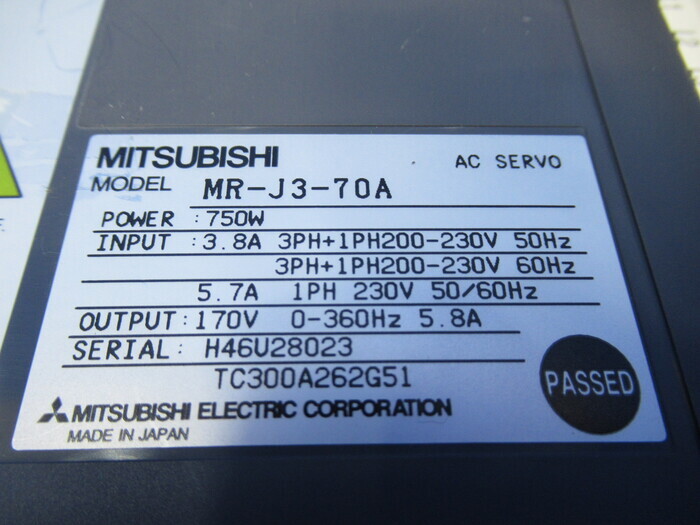 MITSUBISHI AC SERVO
MODEL MR-J3-70A
POWER :750W
INPUT :3.8A 3PH+1PH200-230V 50Hz
3PH+1PH200-230V 60Hz
5.7A 1PH 230V 50/60Hz
OUTPUT:170V 0-360Hz 5.8A
SERIAL: H46U28023
TC300A262G51
PASSED
MITSUBISHI ELECTRIC CORPORATION
MADE IN JAPAN